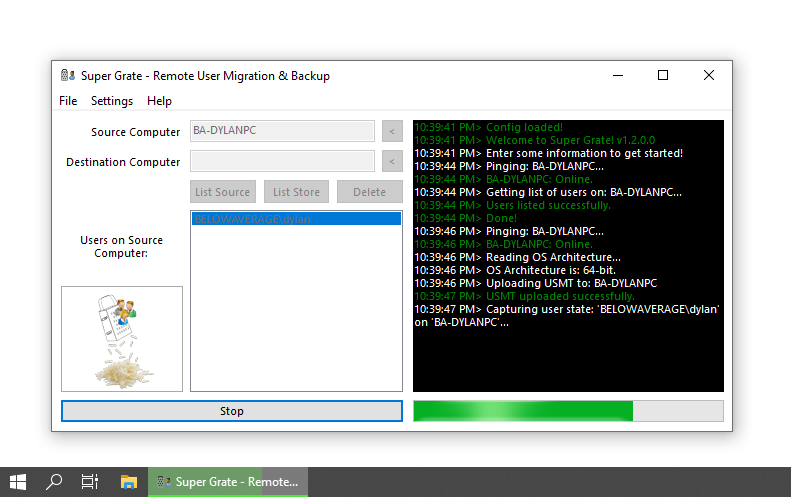 Super Grate - Remote User Migration & Backup
File Settings Help
Source Computer BA-DYLANPC <
Destination Computer <
List Source List Store Delete
Users on Source
Computer:
BELOWAVERAGE\dylan
Stop
10:39:41 PM> Config loaded!
10:39:41 PM> Welcome to Super Grate! v1.2.0.0
10:39:41 PM> Enter some information to get started!
10:39:44 PM> Pinging: BA-DYLANPC...
10:39:44 PM> BA-DYLANPC: Online.
10:39:44 PM> Getting list of users on: BA-DYLANPC...
10:39:44 PM> Users listed successfully.
10:39:44 PM> Done!
10:39:46 PM> Pinging: BA-DYLANPC...
10:39:46 PM> BA-DYLANPC: Online.
10:39:46 PM> Reading OS Architecture...
10:39:46 PM> OS Architecture is: 64-bit.
10:39:46 PM> Uploading USMT to: BA-DYLANPC
10:39:47 PM> USMT uploaded successfully.
10:39:47 PM> Capturing user state: 'BELOWAVERAGE\dylan'
on 'BA-DYLANPC'...
Super Grate - Remote...